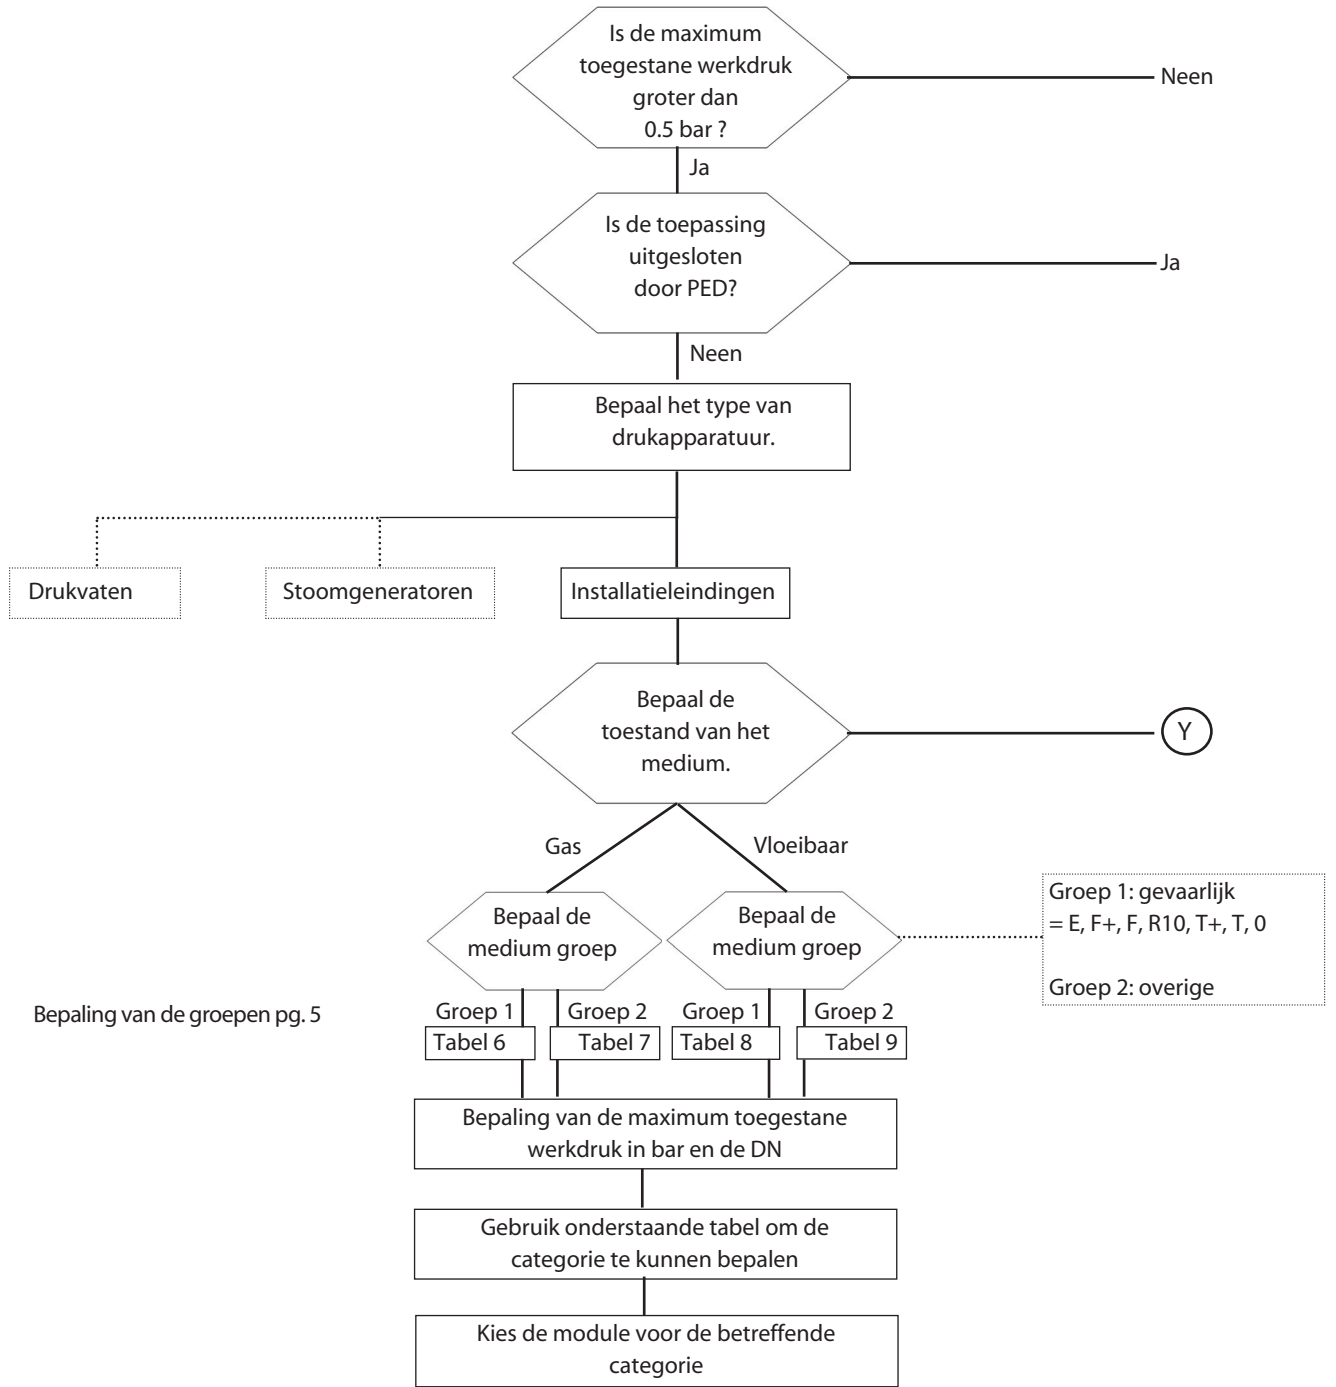 Is de maximum
toegestane werkdruk
groter dan
0.5 bar ?
Neen
Ja
Is de toepassing
uitgesloten
door PED?
Ja
Neen
Bepaal het type van
drukapparatuur.
Drukvaten
Stoomgeneratoren
Installatieleindingen
Bepaal de
toestand van het
medium.
Y
Gas
Vloeibaar
Bepaal de
medium groep
Bepaal de
medium groep
Groep 1: gevaarlijk
= E, F+, F, R10, T+, T, 0
Groep 2: overige
Bepaling van de groepen pg. 5
Groep 1
Groep 2
Groep 1
Groep 2
Tabel 6
Tabel 7
Tabel 8
Tabel 9
Bepaling van de maximum toegestane
werkdruk in bar en de DN
Gebruik onderstaande tabel om de
categorie te kunnen bepalen
Kies de module voor de betreffende
categorie